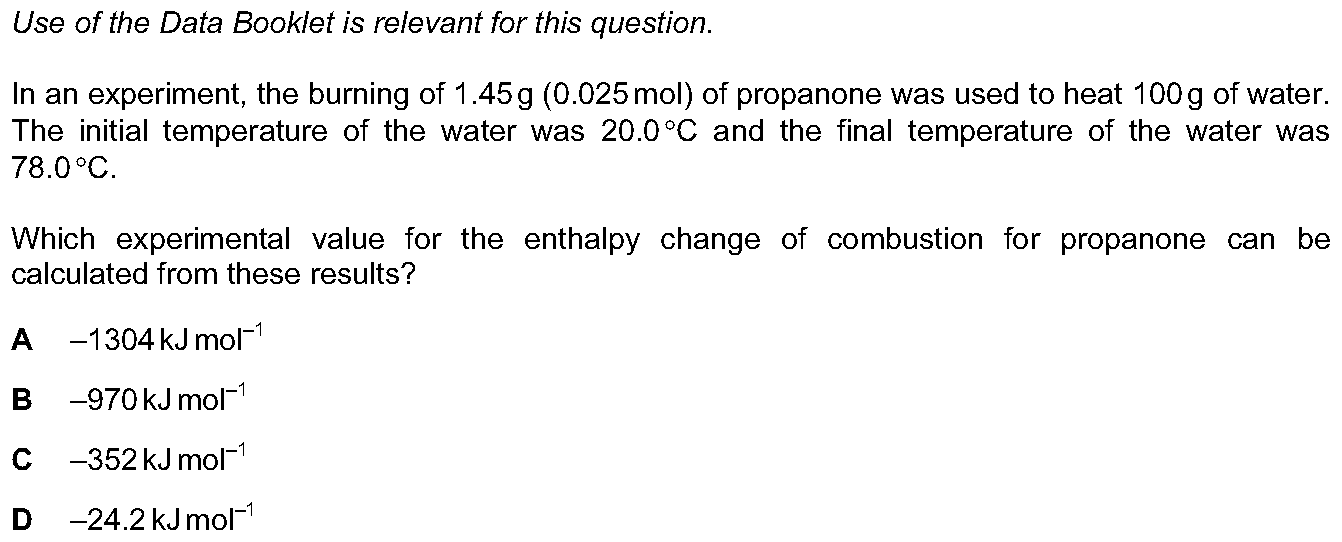 Use of the Data Booklet is relevant for this question.
In an experiment, the burning of 1.45 g (0.025 mol) of propanone was used to heat 100 g of water.
The initial temperature of the water was 20.0 °C and the final temperature of the water was
78.0 °C.
Which experimental value for the enthalpy change of combustion for propanone can be
calculated from these results?
A –1304 kJ mol⁻¹
B –970 kJ mol⁻¹
C –352 kJ mol⁻¹
D –24.2 kJ mol⁻¹